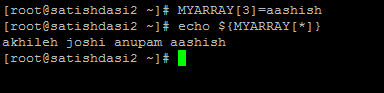 [root@satishdasi2 ~]# MYARRAY[3]=aashish
[root@satishdasi2 ~]# echo ${MYARRAY[*]}
akhileh joshi anupam aashish
[root@satishdasi2 ~]#